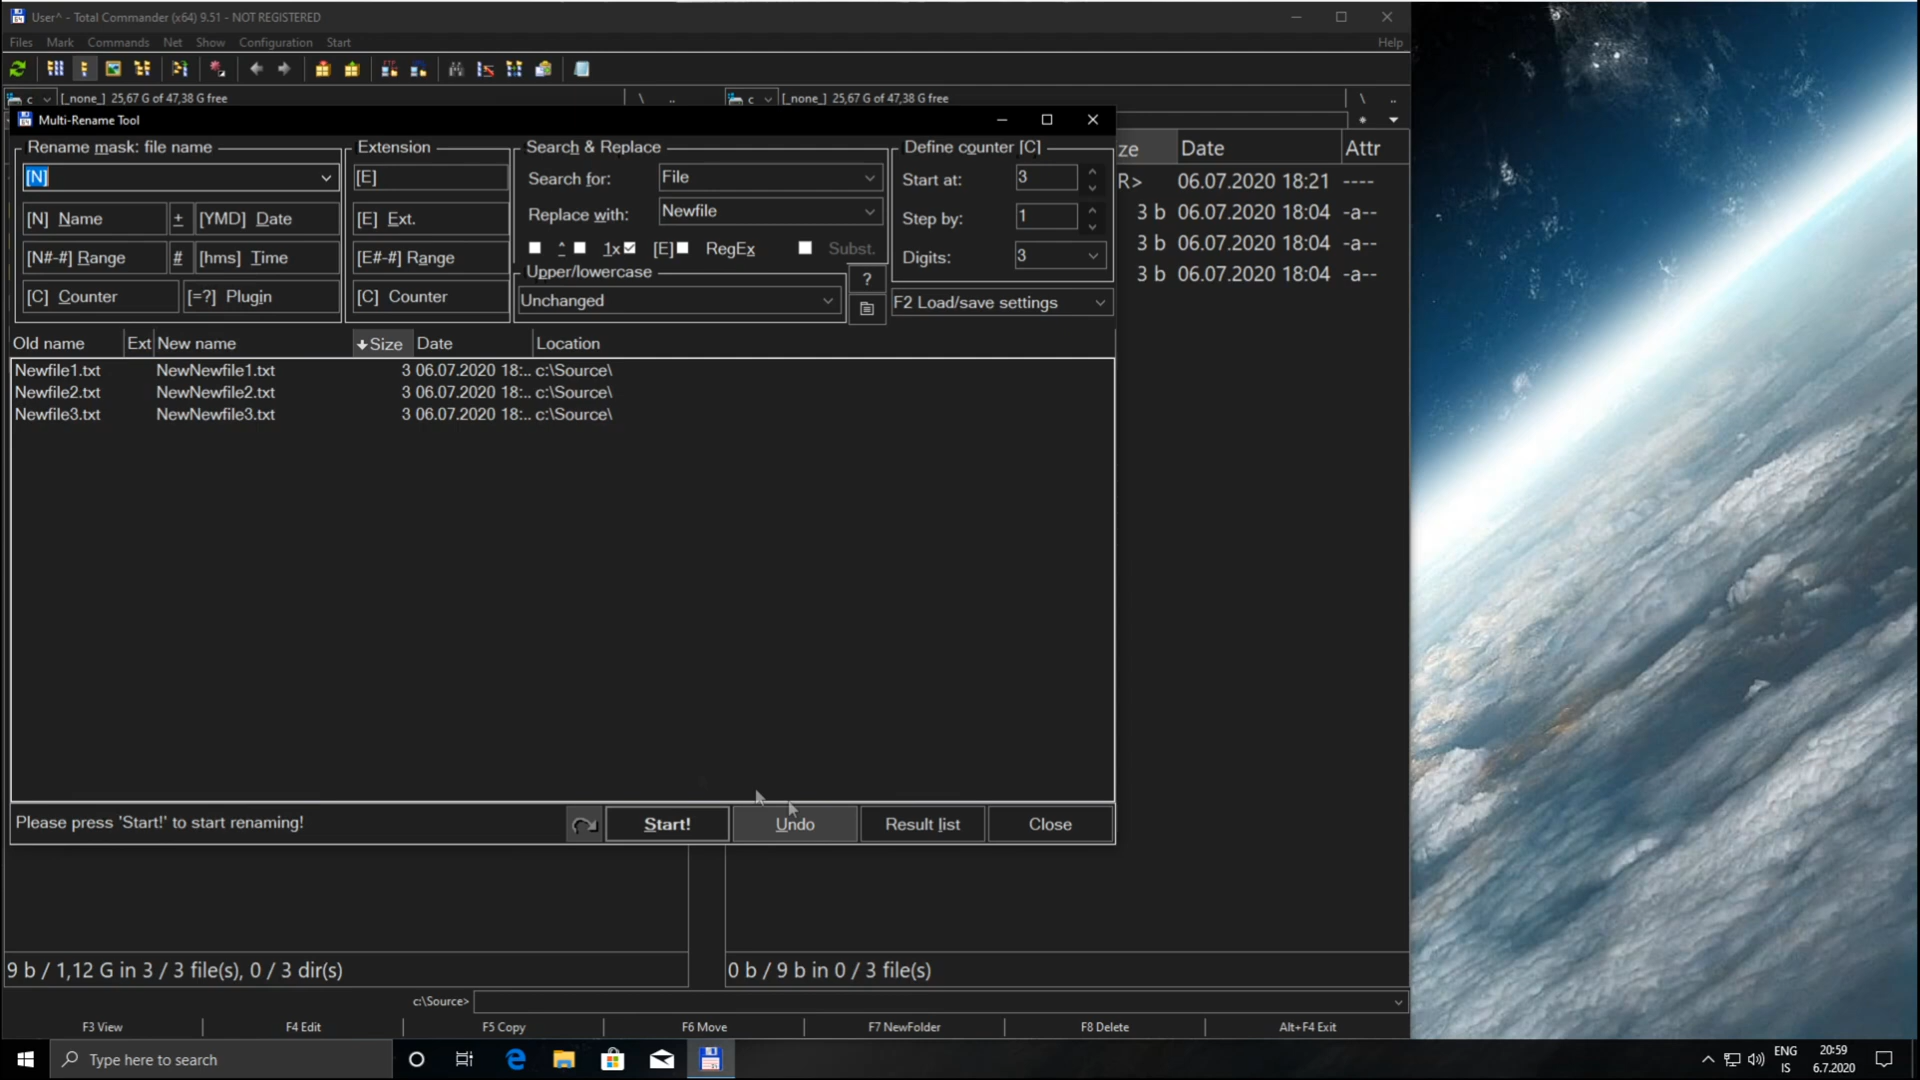 User^ - Total Commander (x64) 9.51 - NOT REGISTERED
Files Mark Commands Net Show Configuration Start Help
c [_none_] 25,67 G of 47,38 G free \ ..
c [_none_] 25,67 G of 47,38 G free \ ..
Multi-Rename Tool
* 
Rename mask: file name
Extension
Search & Replace
Define counter [C]
[N]
[E]
Search for: File
Start at: 3
[N] Name
±
[YMD] Date
[E] Ext.
Replace with: Newfile
Step by: 1
[N#-#] Range
#
[hms] Time
[E#-#] Range
^ 1x [E] RegEx Subst.
Digits: 3
[C] Counter
[=?] Plugin
[C] Counter
Upper/lowercase
Unchanged
?
F2 Load/save settings
Old name Ext New name Size Date Location
Newfile1.txt NewNewfile1.txt 3 06.07.2020 18:.. c:\Source\
Newfile2.txt NewNewfile2.txt 3 06.07.2020 18:.. c:\Source\
Newfile3.txt NewNewfile3.txt 3 06.07.2020 18:.. c:\Source\
ze Date Attr
R> 06.07.2020 18:21 ----
3 b 06.07.2020 18:04 -a--
3 b 06.07.2020 18:04 -a--
3 b 06.07.2020 18:04 -a--
Please press 'Start!' to start renaming!
Start!
Undo
Result list
Close
9 b / 1,12 G in 3 / 3 file(s), 0 / 3 dir(s)
0 b / 9 b in 0 / 3 file(s)
c:\Source>
F3 View F4 Edit F5 Copy F6 Move F7 NewFolder F8 Delete Alt+F4 Exit
Type here to search
ENG
IS
20:59
6.7.2020